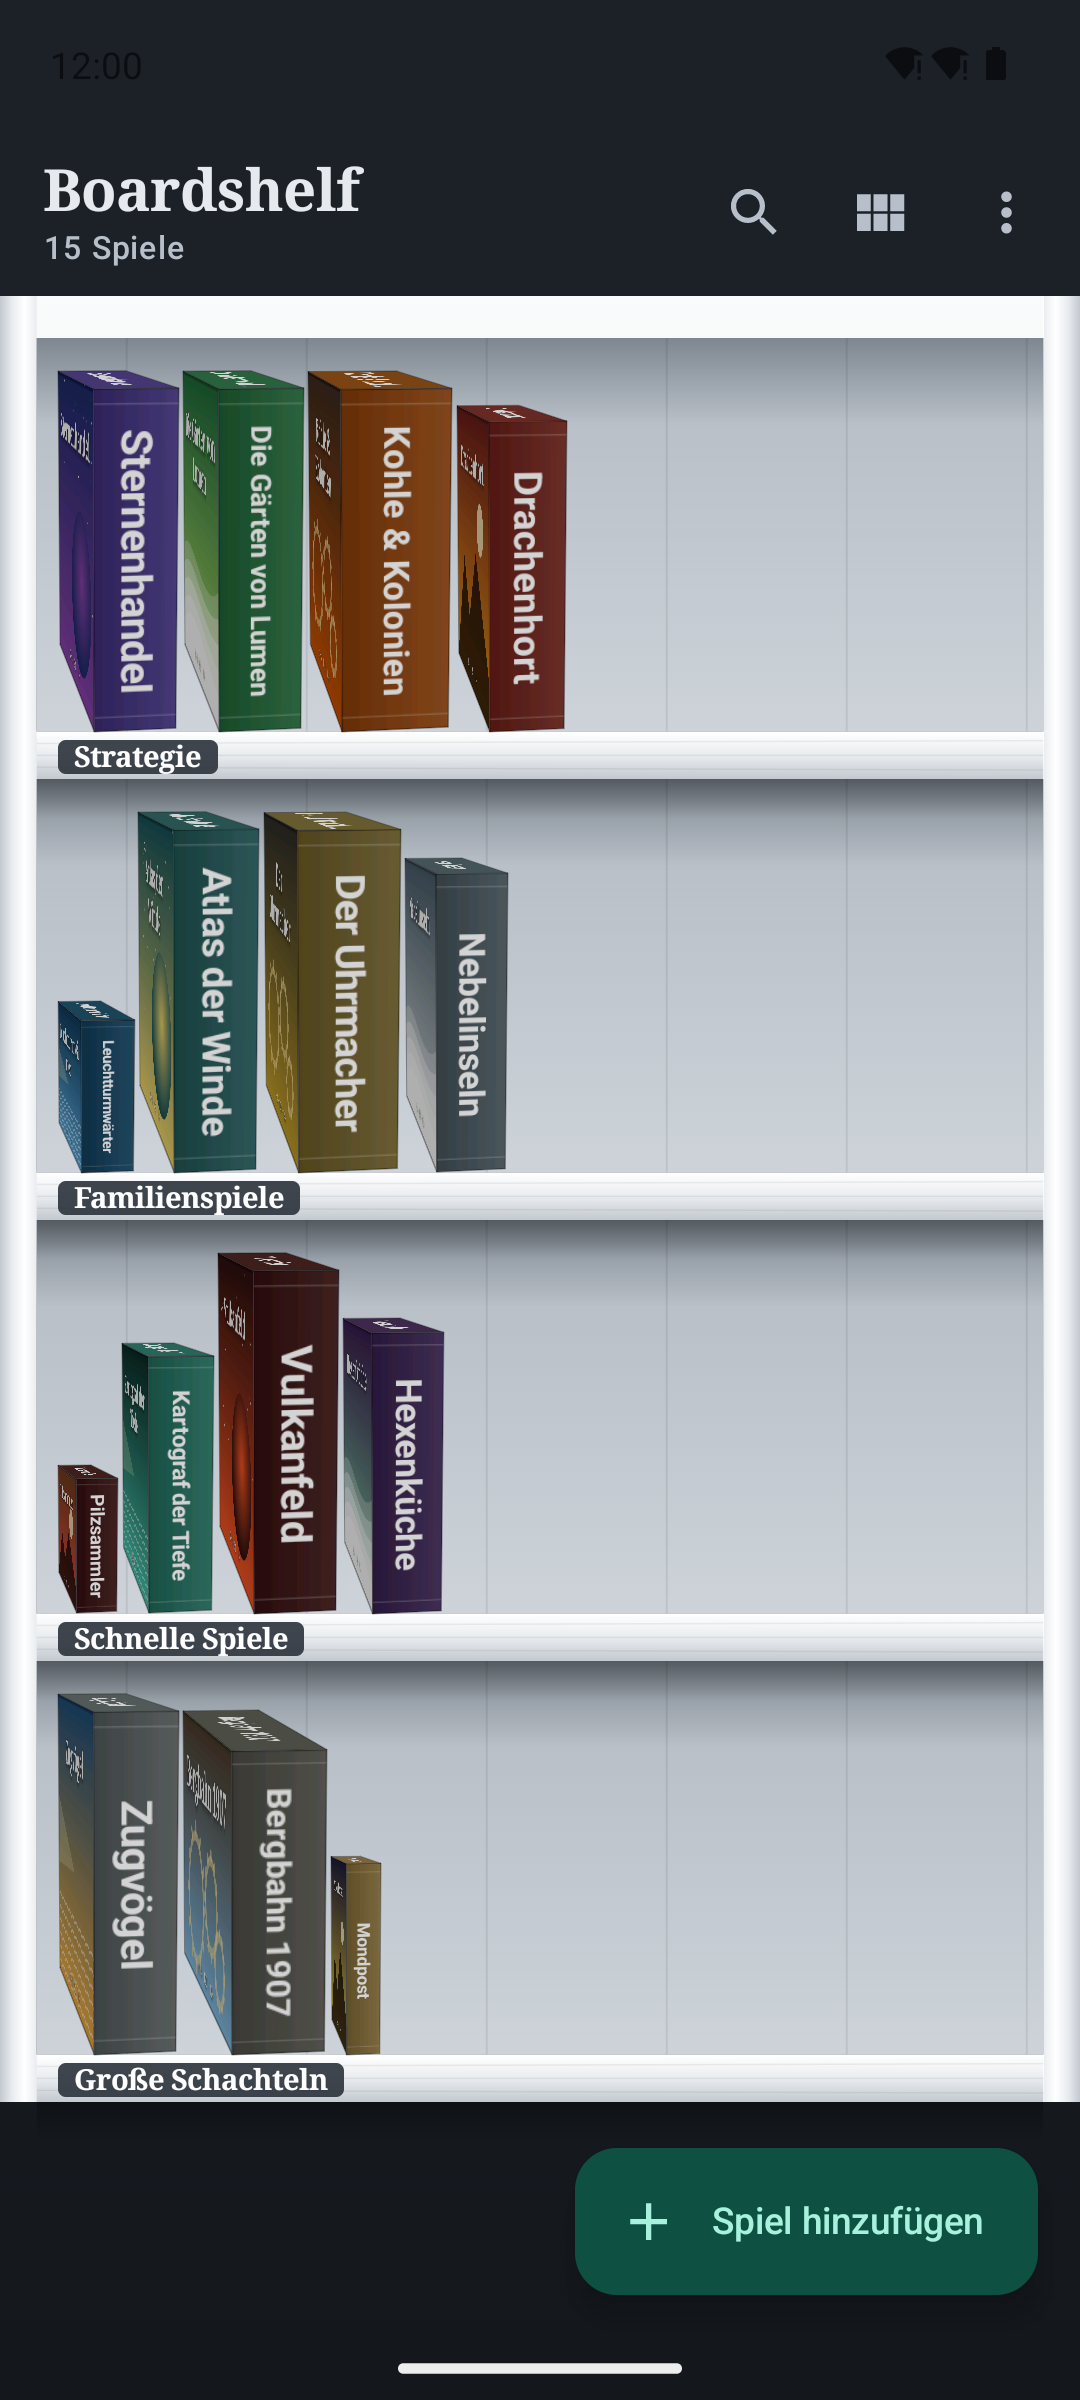 12:00
Boardshelf
15 Spiele
Sternenhandel
Die Gärten von Lumen
Kohle & Kolonien
Drachenhort
Strategie
Leuchtturmwärter
Atlas der Winde
Der Uhrmacher
Nebelinseln
Familienspiele
Pilzsammler
Kartograf der Tiefe
Vulkanfeld
Hexenküche
Schnelle Spiele
Zugvögel
Bergbahn 1907
Bergbahn 1907
Mondpost
Große Schachteln
Spiel hinzufügen